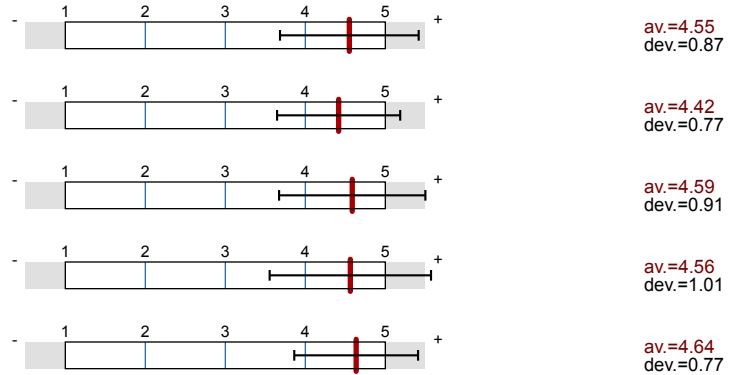 - 1 2 3 4 5 +
av.=4.55
dev.=0.87
- 1 2 3 4 5 +
av.=4.42
dev.=0.77
- 1 2 3 4 5 +
av.=4.59
dev.=0.91
- 1 2 3 4 5 +
av.=4.56
dev.=1.01
- 1 2 3 4 5 +
av.=4.64
dev.=0.77